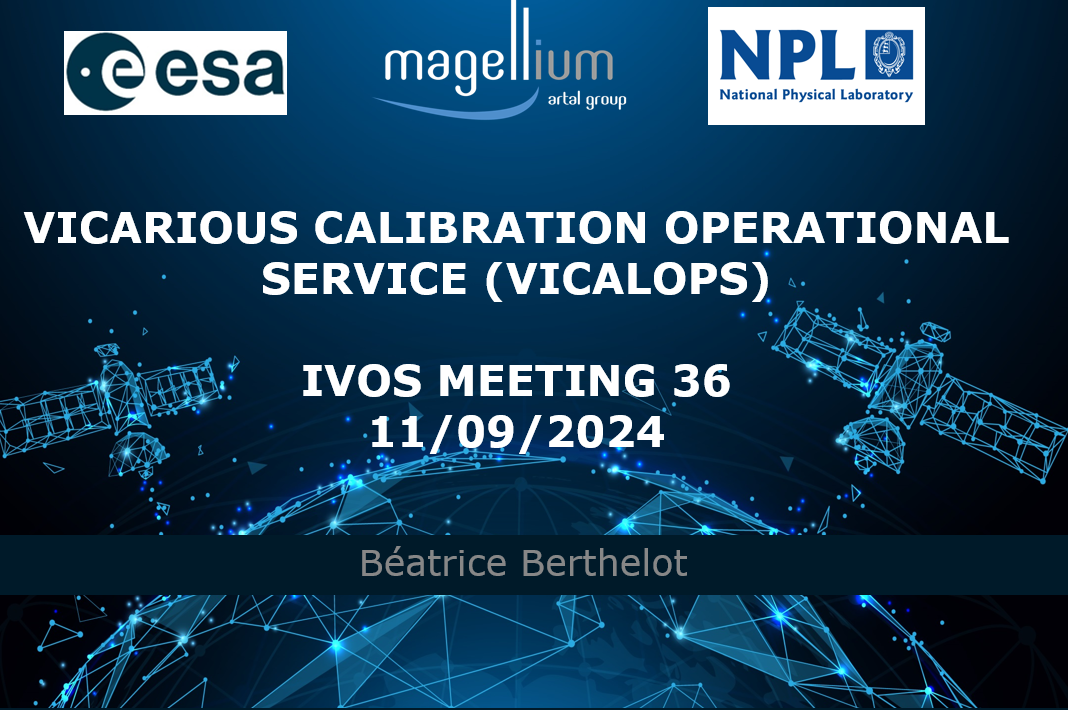 esa
magellium
artal group
NPL
National Physical Laboratory
VICARIOUS CALIBRATION OPERATIONAL
SERVICE (VICALOPS)
IVOS MEETING 36
11/09/2024
Béatrice Berthelot